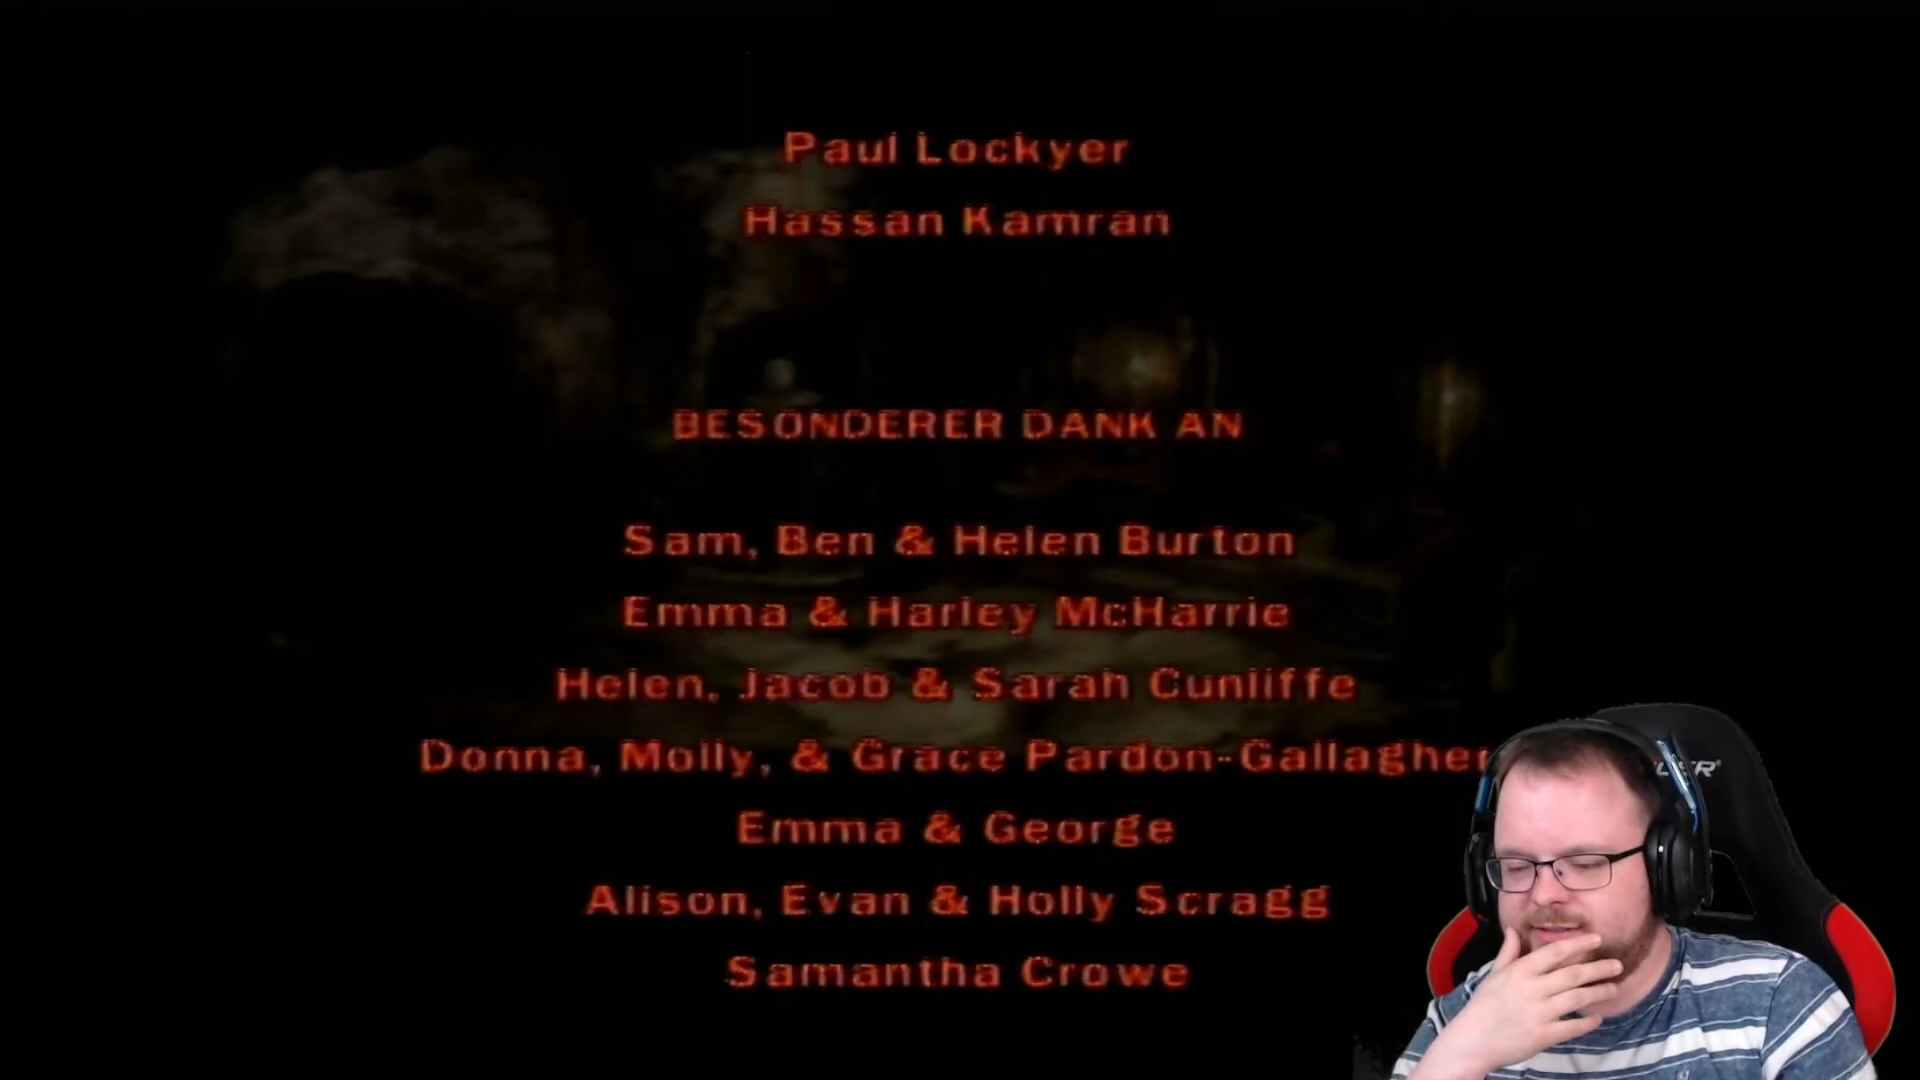 Paul Lockyer
Hassan Kamran
BESONDERER DANK AN
Sam, Ben & Helen Burton
Emma & Harley McHarrie
Helen, Jacob & Sarah Cunliffe
Donna, Molly, & Grace Pardon-Gallagher
Emma & George
Alison, Evan & Holly Scragg
Samantha Crowe